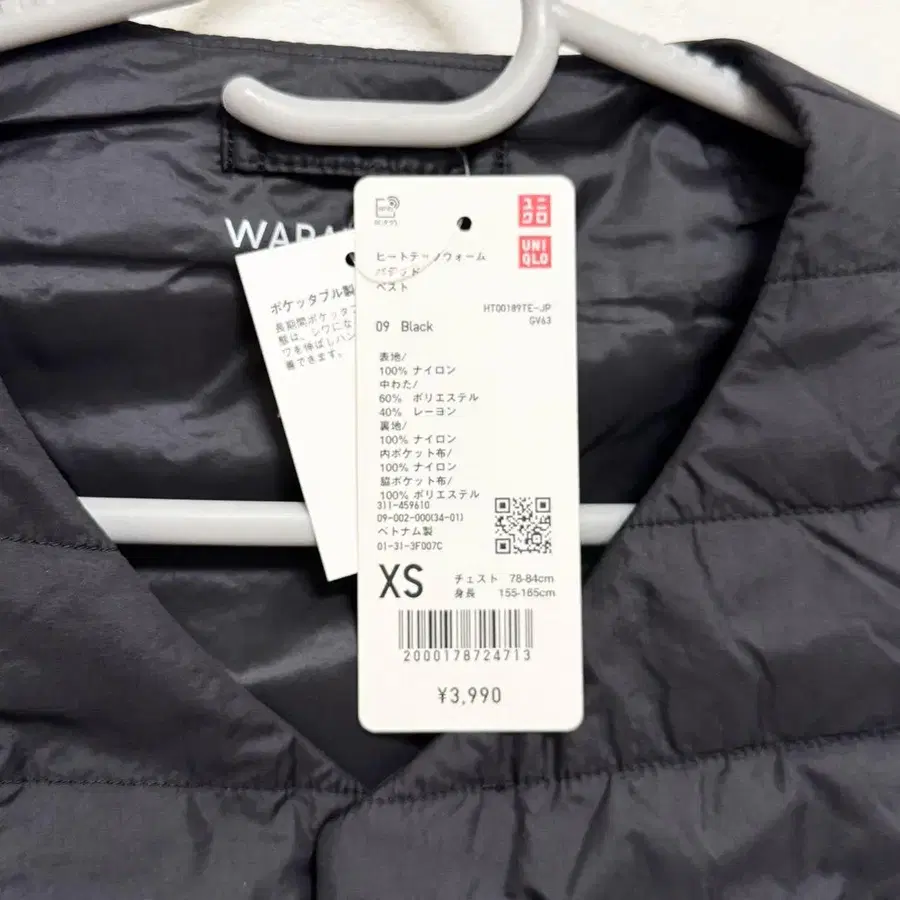 ユニ
クロ
UNI
QLO
ヒートテックウォーム
パデッド
ベスト
HT00189TE-JP
GV63
09 Black
表地/
100% ナイロン
中わた/
60% ポリエステル
40% レーヨン
裏地/
100% ナイロン
内ポケット布/
100% ナイロン
脇ポケット布/
100% ポリエステル
311-459610
09-002-000(34-01)
ベトナム製
01-31-3F007C
XS
チェスト 78-84cm
身長 155-165cm
2000178724713
¥3,990
ポケッタブル製
長期間ポケッタ
態は、シワにな
ワを伸ばしハン
着できます。